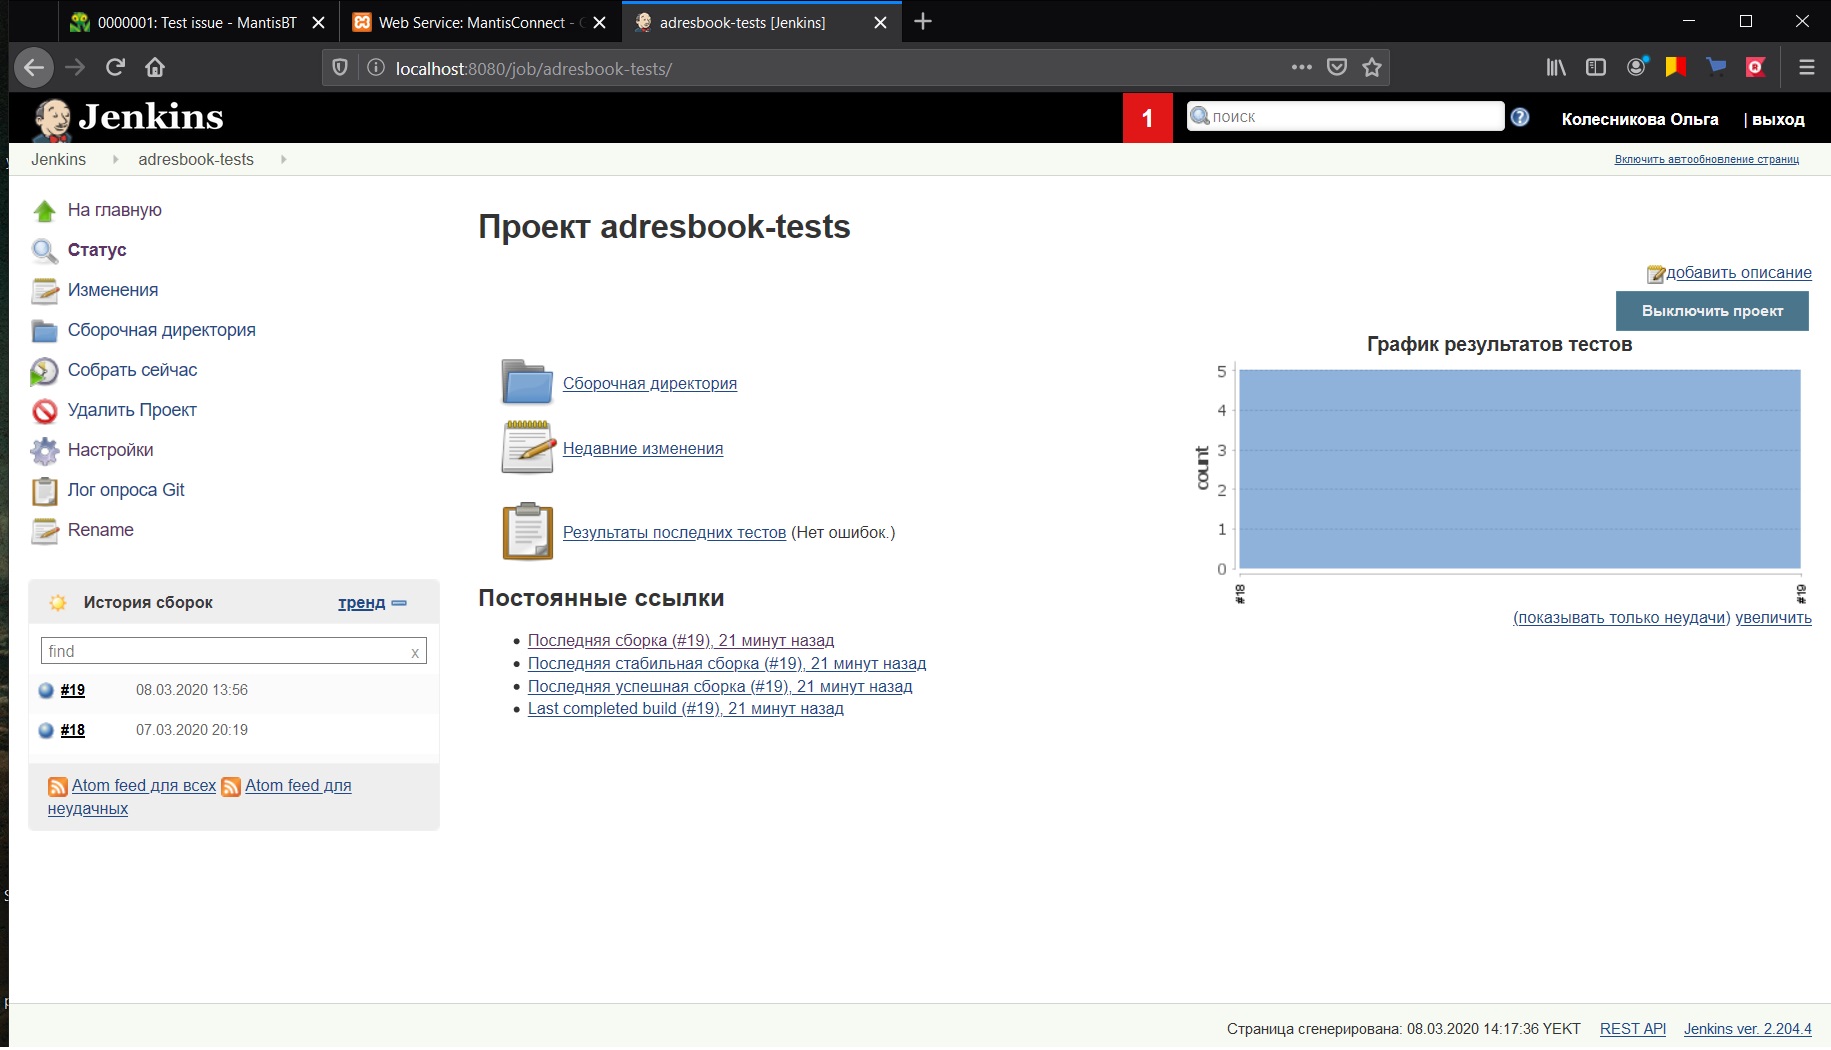 0000001: Test issue - MantisBT
Web Service: MantisConnect -
adresbook-tests [Jenkins]
localhost:8080/job/adresbook-tests/
Jenkins
1
поиск
Колесникова Ольга
| выход
Jenkins
adresbook-tests
Включить автообновление страниц
На главную
Статус
Изменения
Сборочная директория
Собрать сейчас
Удалить Проект
Настройки
Лог опроса Git
Rename
История сборок
тренд
find
x
#19 08.03.2020 13:56
#18 07.03.2020 20:19
Atom feed для всех Atom feed для
неудачных
Проект adresbook-tests
добавить описание
Выключить проект
Сборочная директория
Недавние изменения
Результаты последних тестов (Нет ошибок.)
Постоянные ссылки
Последняя сборка (#19), 21 минут назад
Последняя стабильная сборка (#19), 21 минут назад
Последняя успешная сборка (#19), 21 минут назад
Last completed build (#19), 21 минут назад
График результатов тестов
5
4
3
2
1
0
count
#18
#19
(показывать только неудачи) увеличить
Страница сгенерирована: 08.03.2020 14:17:36 YEKT
REST API
Jenkins ver. 2.204.4